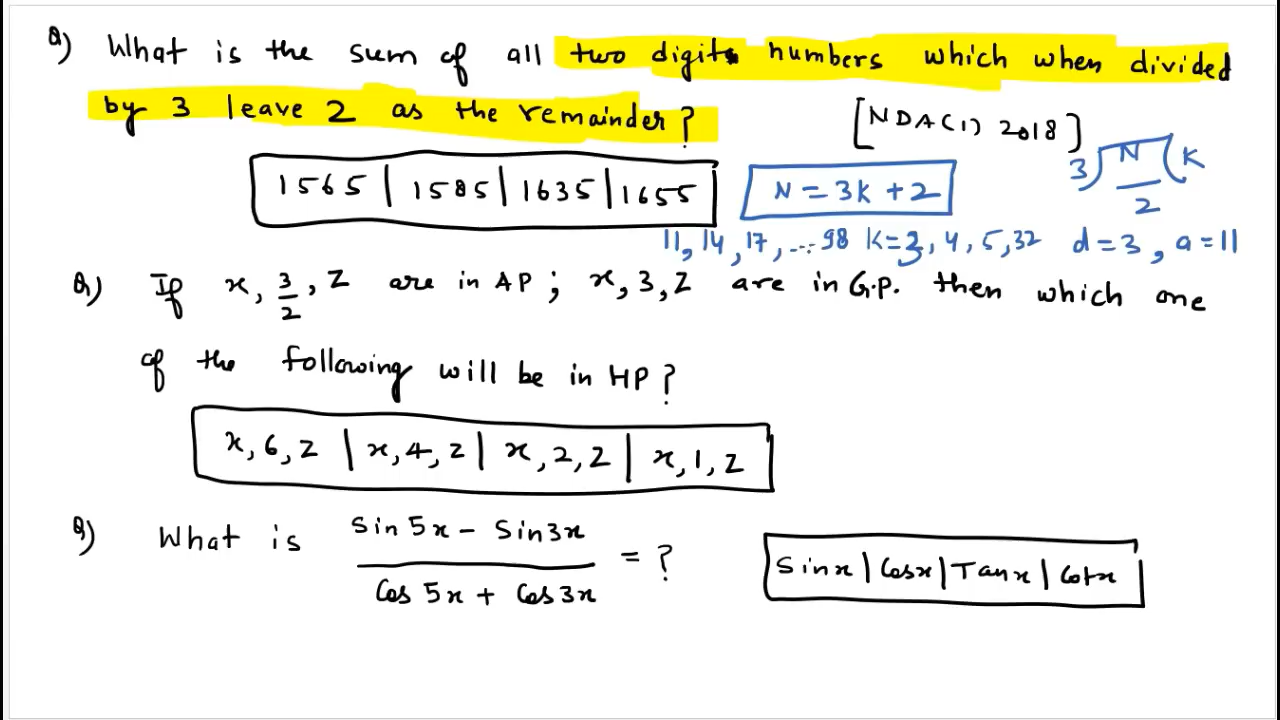 Q) What is the sum of all two digits numbers which when divided
by 3 leave 2 as the remainder?
[NDA(1) 2018]
3) N ( K
2
1565 | 1585 | 1635 | 1655
N = 3K + 2
11, 14, 17, ... 98 K=3, 4, 5, 32 d=3, a=11
Q) If x, 3/2, Z are in AP ; x, 3, Z are in G.P. then which one
of the following will be in HP?
x, 6, Z | x, 4, Z | x, 2, Z | x, 1, Z
Q) What is (Sin 5x - Sin 3x)/(Cos 5x + Cos 3x) = ?
Sin x | Cos x | Tan x | Cot x